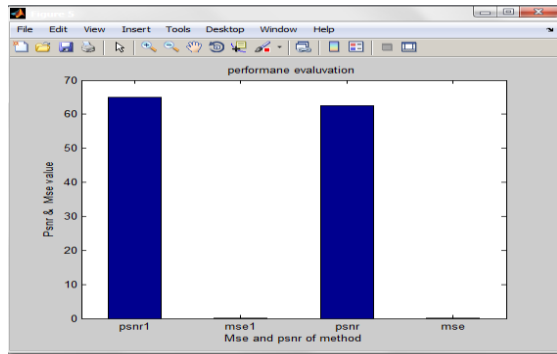 File Edit View Insert Tools Desktop Window Help
performane evaluvation
70
60
50
40
30
20
10
0
Psnr & Mse value
psnr1 mse1 psnr mse
Mse and psnr of method